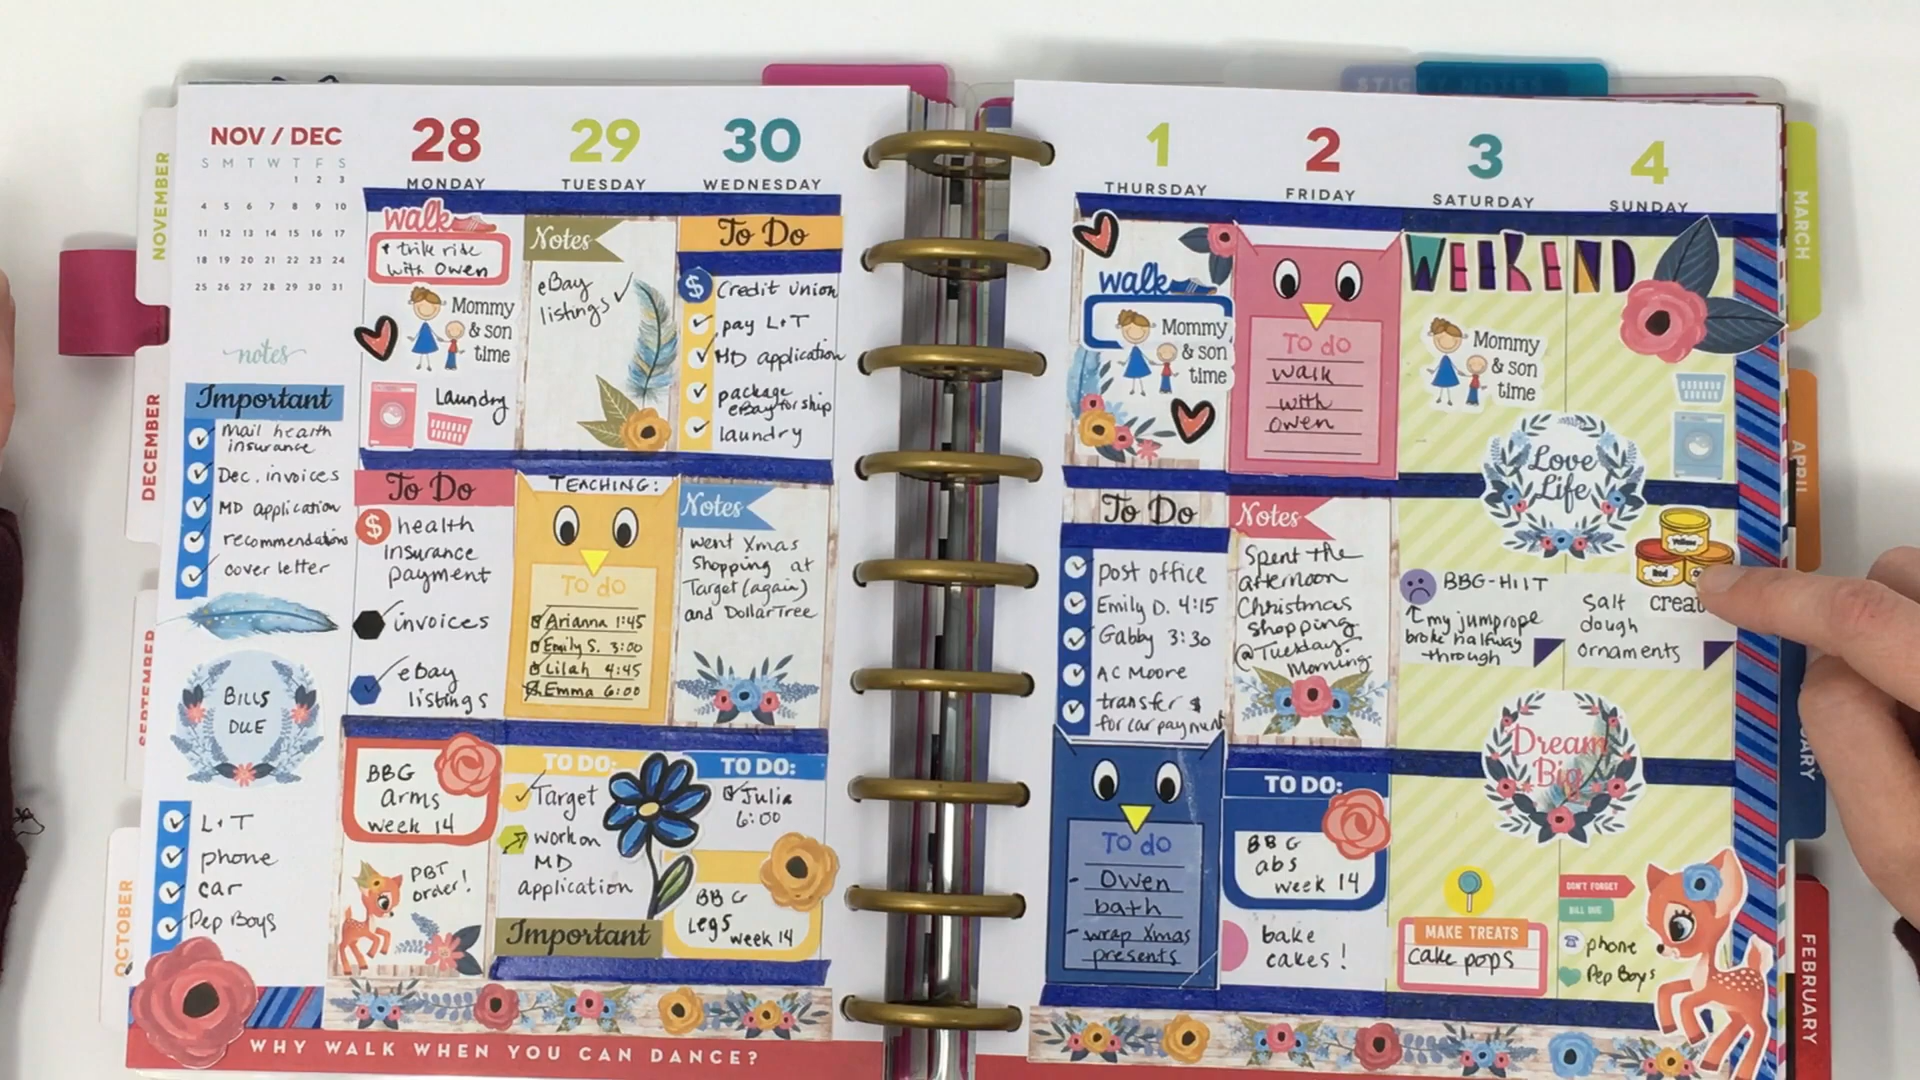 STICKY NOTES
NOV / DEC
S M T W T F S
1 2 3
4 5 6 7 8 9 10
11 12 13 14 15 16 17
18 19 20 21 22 23 24
25 26 27 28 29 30 31
notes
Important
mail health
insurance
Dec. invoices
MD application
recommendations
cover letter
BILLS
DUE
L+T
phone
car
Pep Boys
28
MONDAY
walk
+ trik ride
with Owen
Mommy
& son
time
Laundry
To Do
$ health
insurance
payment
invoices
eBay
listings
BBG
arms
week 14
PBT
order!
29
TUESDAY
Notes
eBay
listings
TEACHING:
To do
Arianna 1:45
Emily S. 3:00
Lilah 4:45
Emma 6:00
TO DO:
Target
work on
MD
application
Important
30
WEDNESDAY
To Do
$ Credit Union
pay L+T
MD application
package
eBay for ship
laundry
Notes
went Xmas
shopping at
Target (again)
and Dollar Tree
TO DO:
Julia
6:00
BBG
Legs
week 14
WHY WALK WHEN YOU CAN DANCE?
1
THURSDAY
walk
Mommy
& son
time
To Do
post office
Emily D. 4:15
Gabby 3:30
AC Moore
transfer $
for car payment
To do
- Owen
bath
- wrap Xmas
presents
2
FRIDAY
To do
walk
with
owen
Notes
Spent the
afternoon
Christmas
shopping
@Tuesday
Morning
TO DO:
BBG
abs
week 14
bake
cakes!
3
SATURDAY
4
SUNDAY
WEEKEND
Mommy
& son
time
Love
Life
BBG-HIIT
my jumprope
broke halfway
through
Yellow
Red
creat
Salt
dough
ornaments
Dream
Big
MAKE TREATS
cake pops
DON'T FORGET
BILL DUE
phone
Pep Boys
NOVEMBER
DECEMBER
SEPTEMBER
OCTOBER
MARCH
APRIL
UARY
FEBRUARY